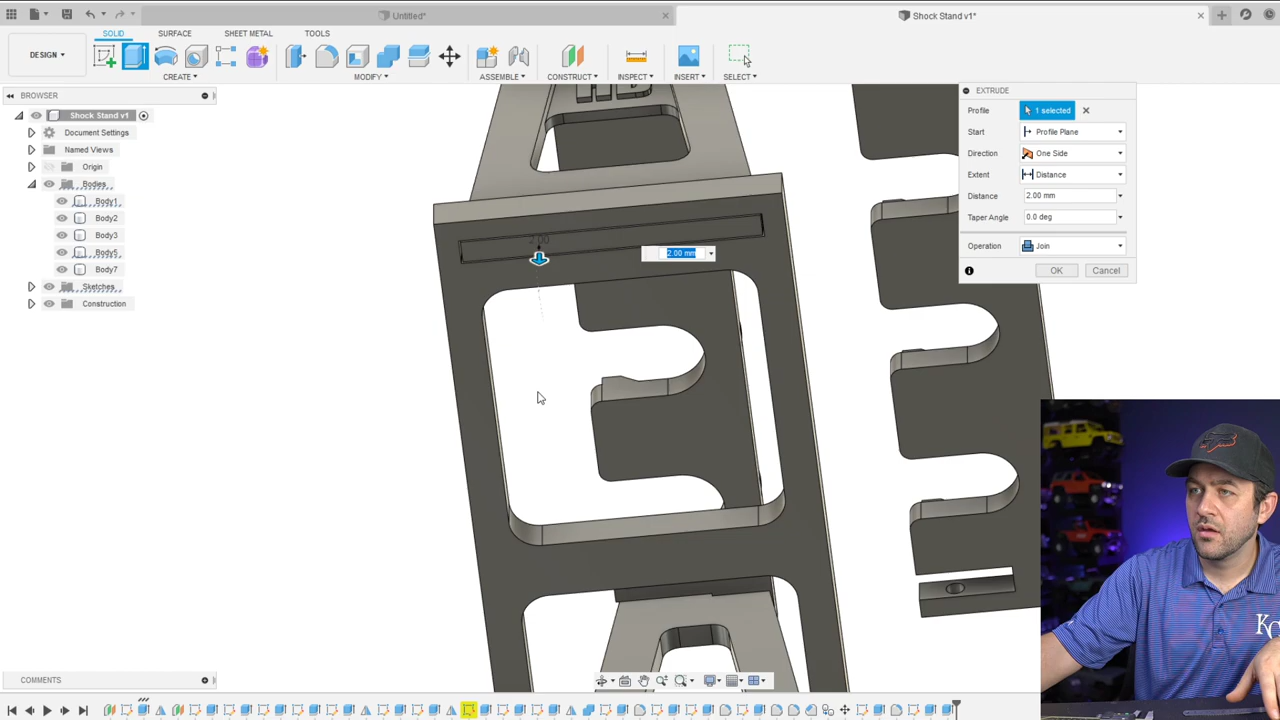 Untitled*
Shock Stand v1*
SOLID
SURFACE
SHEET METAL
TOOLS
DESIGN
CREATE
MODIFY
ASSEMBLE
CONSTRUCT
INSPECT
INSERT
SELECT
BROWSER
Shock Stand v1
Document Settings
Named Views
Origin
Bodies
Body1
Body2
Body3
Body5
Body7
Sketches
Construction
EXTRUDE
Profile 1 selected
Start Profile Plane
Direction One Side
Extent Distance
Distance 2.00 mm
Taper Angle 0.0 deg
Operation Join
OK Cancel
2.00
2.00 mm
KC
COMMENTS